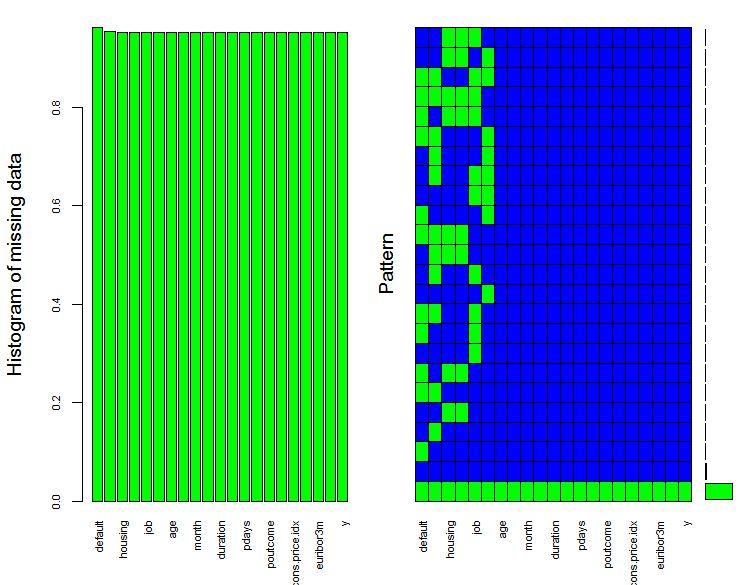 Histogram of missing data
0.8
0.6
0.4
0.2
0.0
default
housing
job
age
month
duration
pdays
poutcome
cons.price.idx
euribor3m
y
Pattern
default
housing
job
age
month
duration
pdays
poutcome
cons.price.idx
euribor3m
y